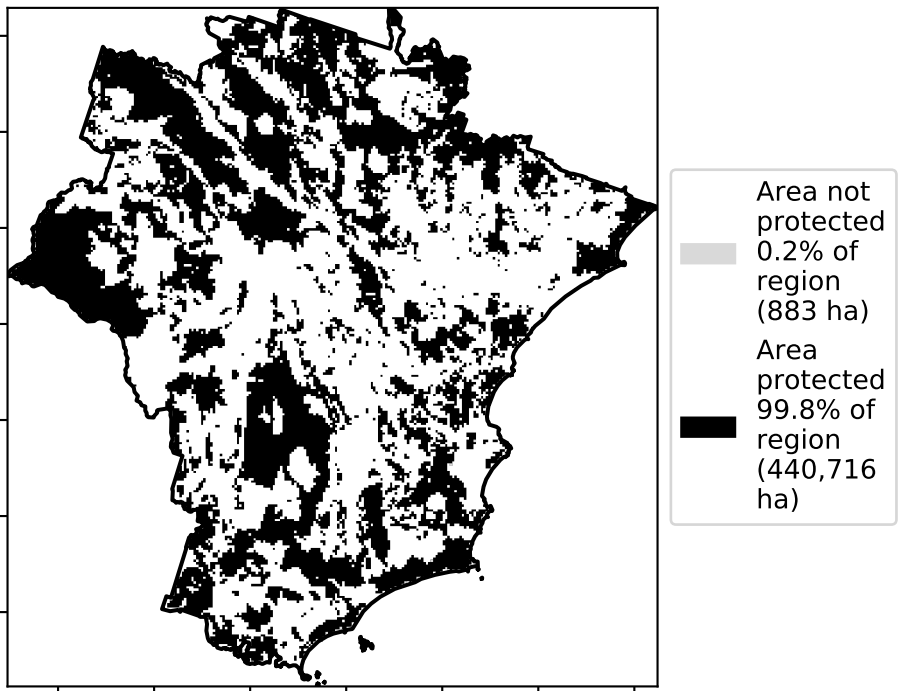 Area not
protected
0.2% of
region
(883 ha)
Area
protected
99.8% of
region
(440,716
ha)